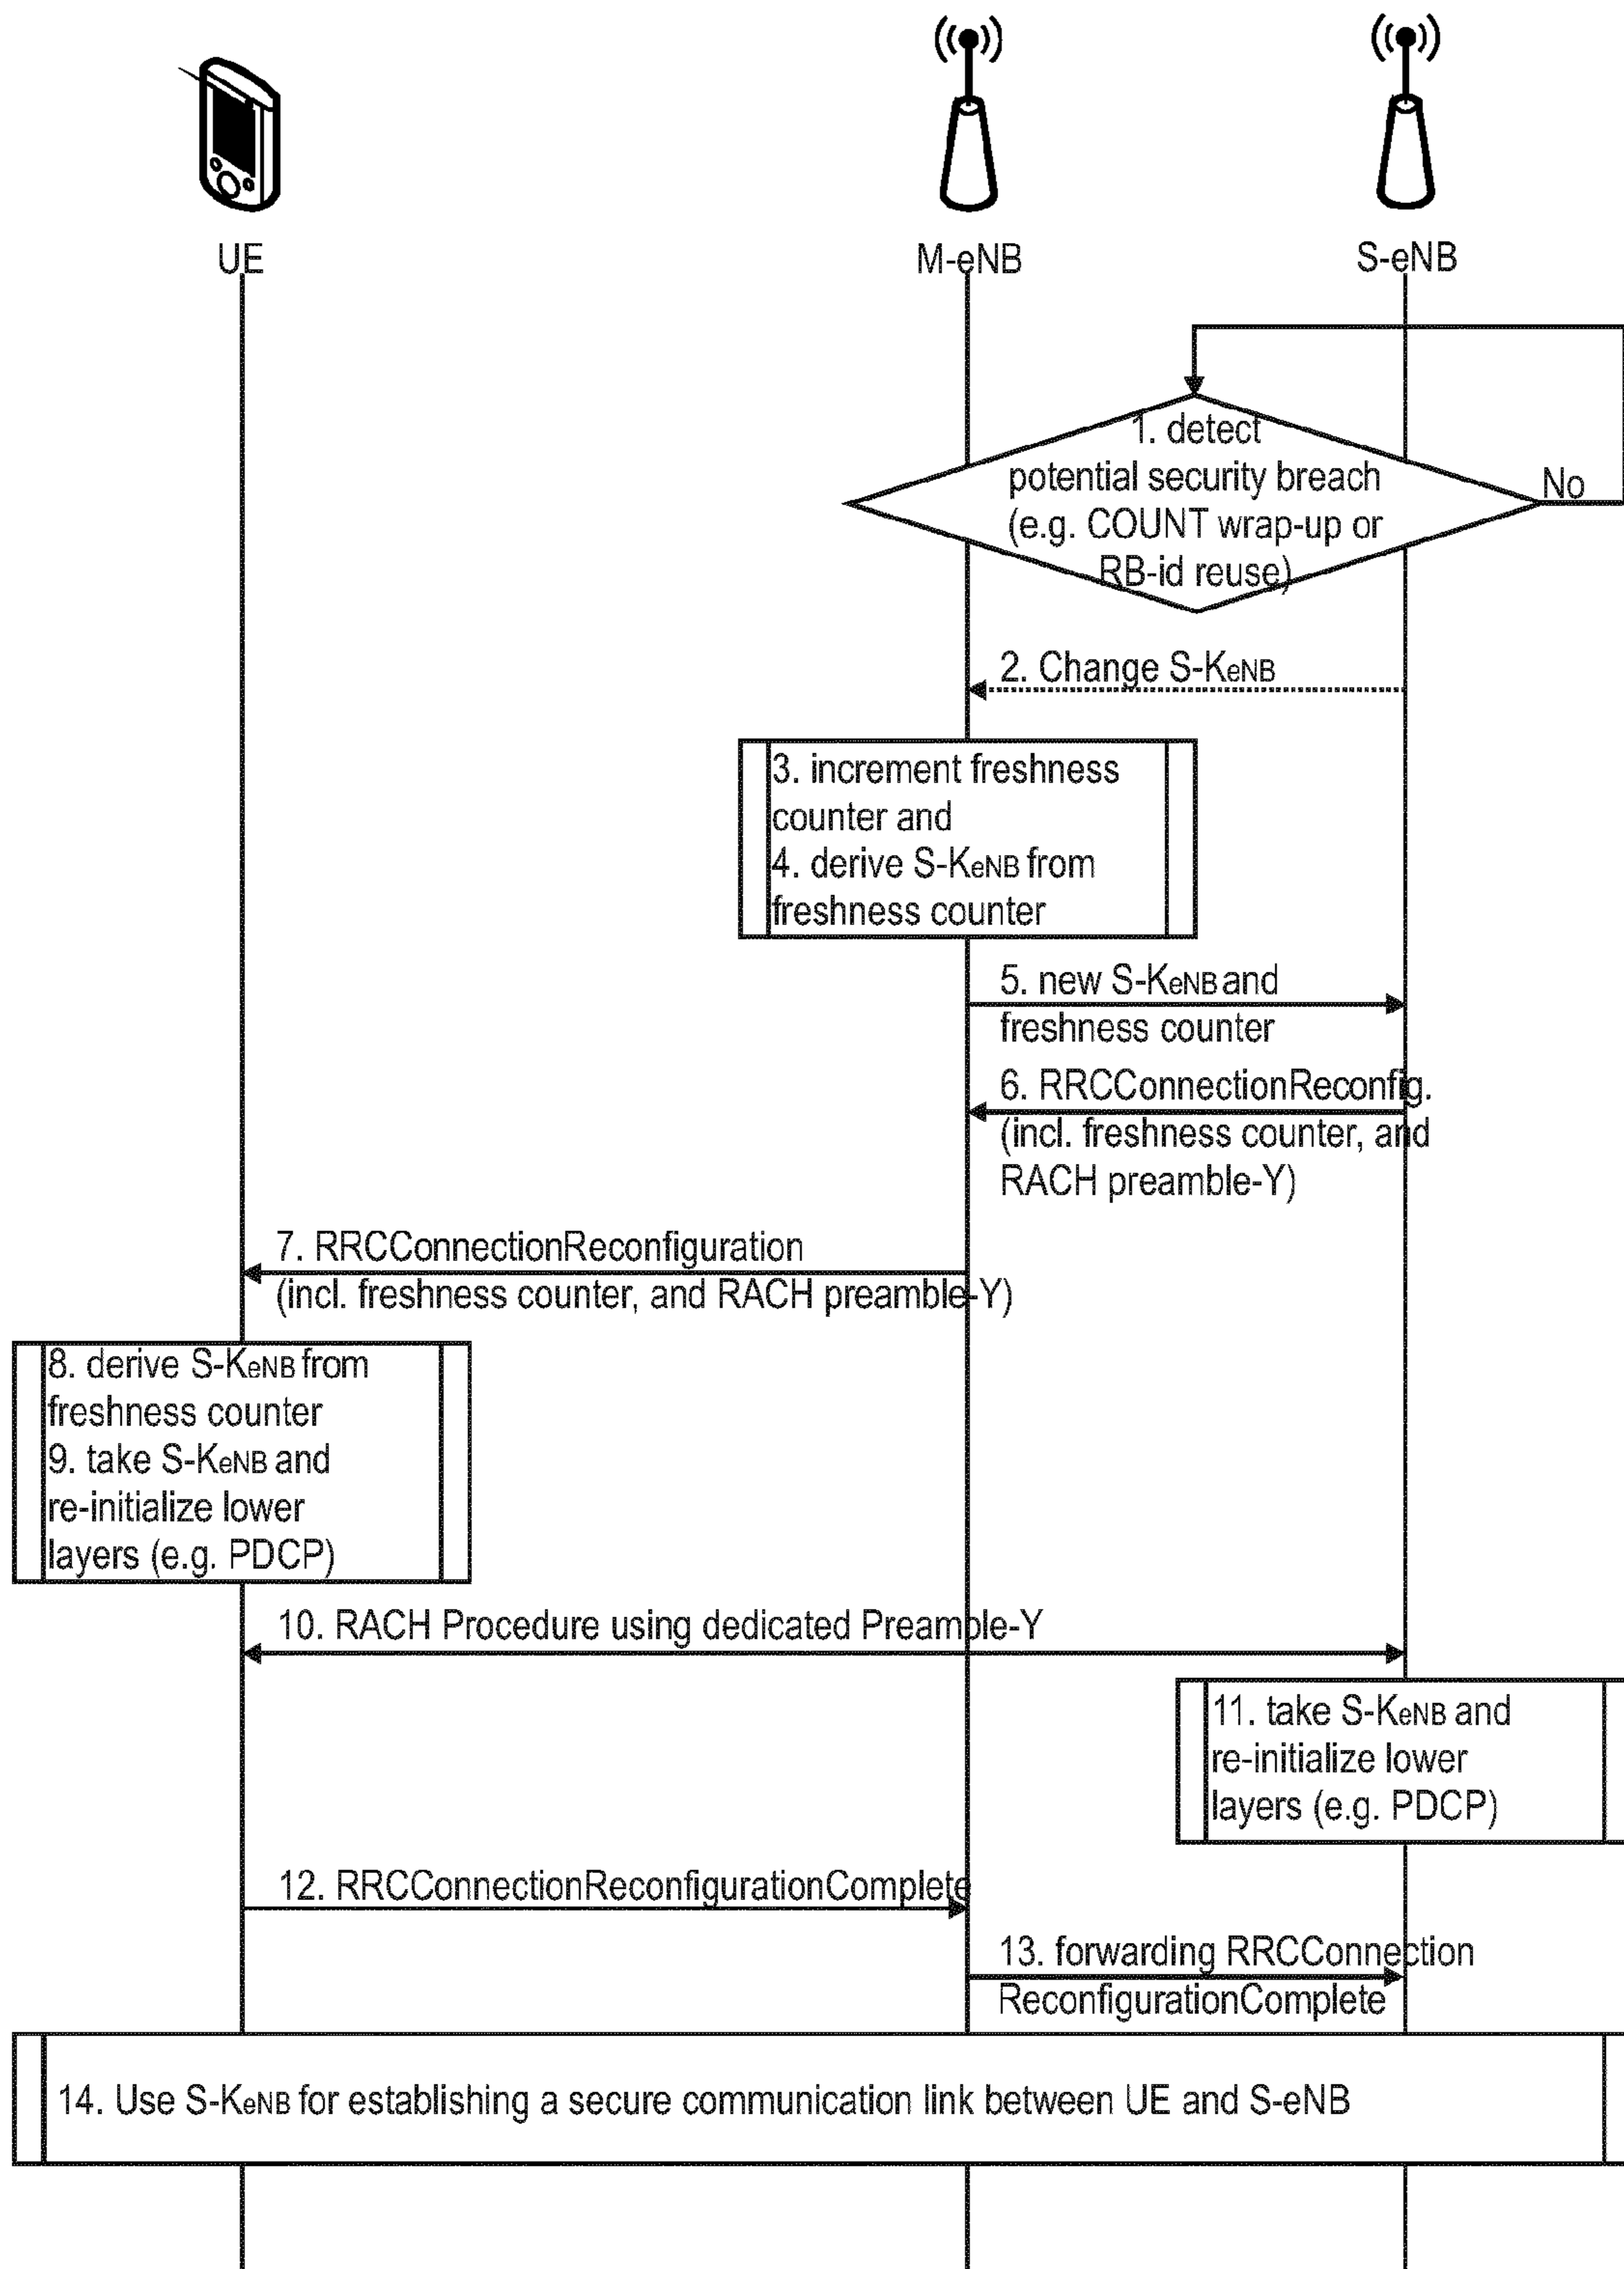 UE
M-eNB
S-eNB
1. detect
potential security breach
(e.g. COUNT wrap-up or
RB-id reuse)
No
2. Change S-KeNB
3. increment freshness
counter and
4. derive S-KeNB from
freshness counter
5. new S-KeNB and
freshness counter
6. RRCConnectionReconfig.
(incl. freshness counter, and
RACH preamble-Y)
7. RRCConnectionReconfiguration
(incl. freshness counter, and RACH preamble-Y)
8. derive S-KeNB from
freshness counter
9. take S-KeNB and
re-initialize lower
layers (e.g. PDCP)
10. RACH Procedure using dedicated Preamble-Y
11. take S-KeNB and
re-initialize lower
layers (e.g. PDCP)
12. RRCConnectionReconfigurationComplete
13. forwarding RRCConnection
ReconfigurationComplete
14. Use S-KeNB for establishing a secure communication link between UE and S-eNB